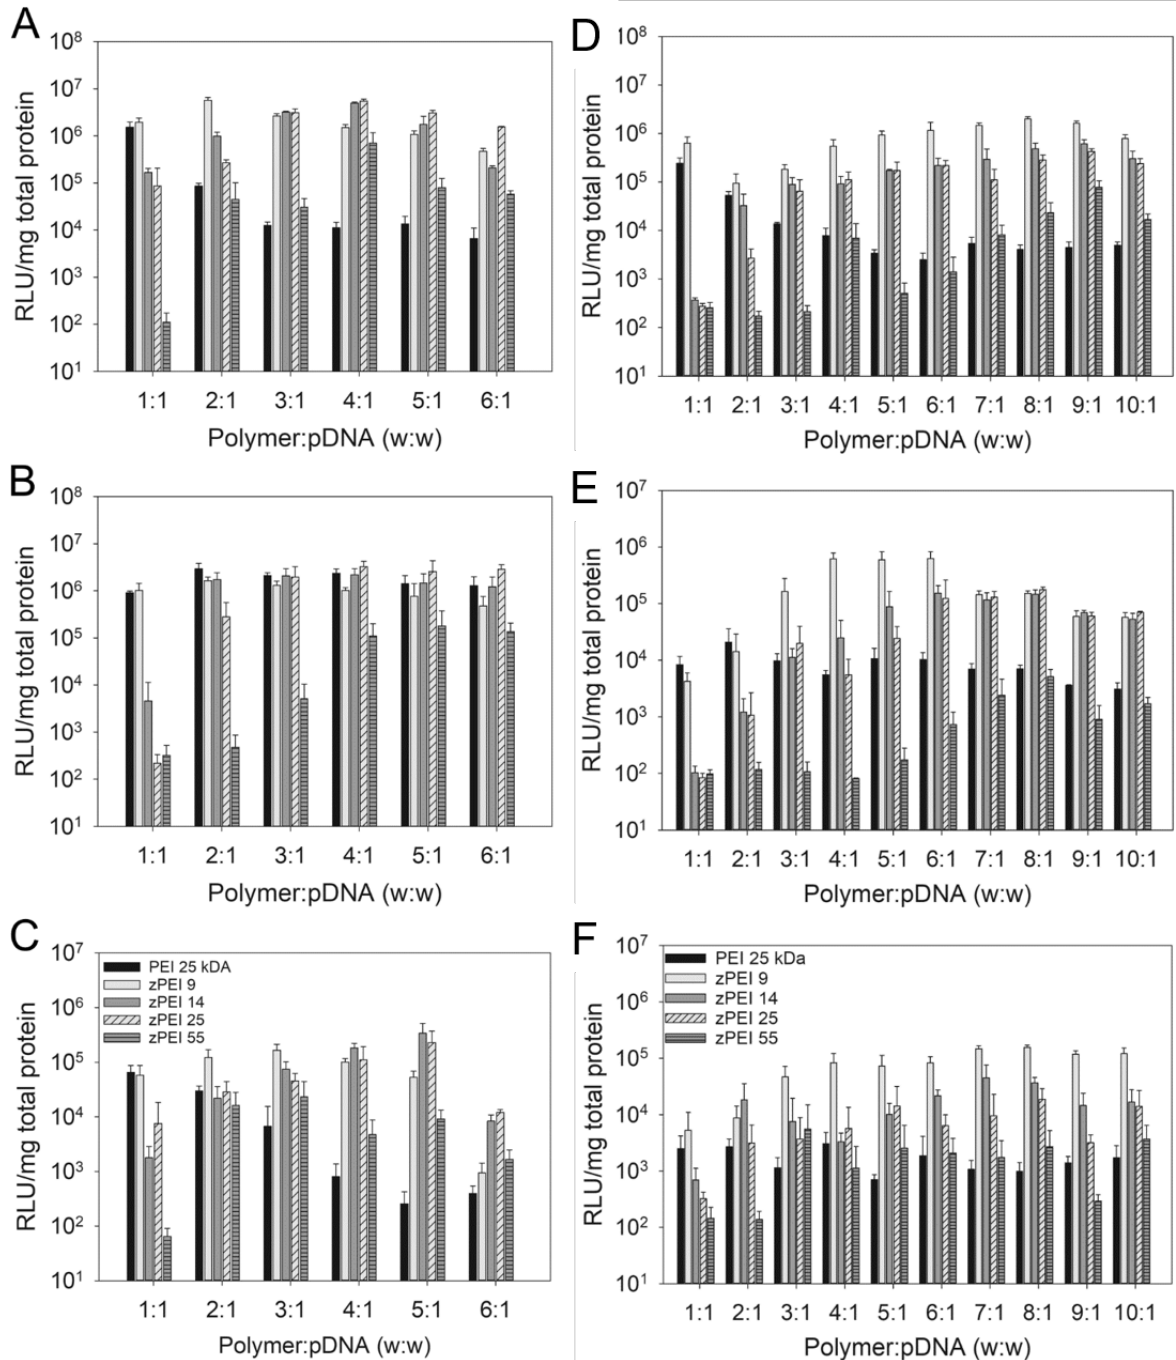 A
RLU/mg total protein
10⁸
10⁷
10⁶
10⁵
10⁴
10³
10²
10¹
1:1 2:1 3:1 4:1 5:1 6:1
Polymer:pDNA (w:w)
B
RLU/mg total protein
10⁸
10⁷
10⁶
10⁵
10⁴
10³
10²
10¹
1:1 2:1 3:1 4:1 5:1 6:1
Polymer:pDNA (w:w)
C
RLU/mg total protein
10⁷
10⁶
10⁵
10⁴
10³
10²
10¹
PEI 25 kDA
zPEI 9
zPEI 14
zPEI 25
zPEI 55
1:1 2:1 3:1 4:1 5:1 6:1
Polymer:pDNA (w:w)
D
RLU/mg total protein
10⁸
10⁷
10⁶
10⁵
10⁴
10³
10²
10¹
1:1 2:1 3:1 4:1 5:1 6:1 7:1 8:1 9:1 10:1
Polymer:pDNA (w:w)
E
RLU/mg total protein
10⁷
10⁶
10⁵
10⁴
10³
10²
10¹
1:1 2:1 3:1 4:1 5:1 6:1 7:1 8:1 9:1 10:1
Polymer:pDNA (w:w)
F
RLU/mg total protein
10⁷
10⁶
10⁵
10⁴
10³
10²
10¹
PEI 25 kDa
zPEI 9
zPEI 14
zPEI 25
zPEI 55
1:1 2:1 3:1 4:1 5:1 6:1 7:1 8:1 9:1 10:1
Polymer:pDNA (w:w)